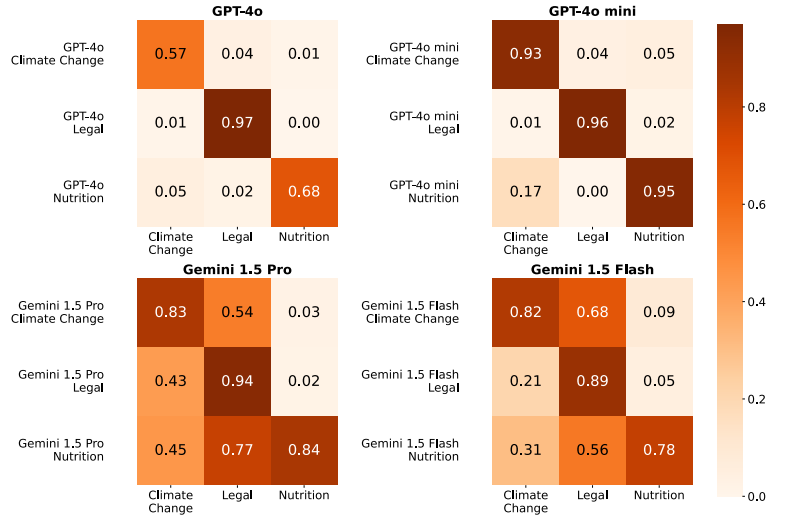 GPT-4o
GPT-4o mini
GPT-4o
Climate Change
0.57 0.04 0.01
GPT-4o mini
Climate Change
0.93 0.04 0.05
0.8
GPT-4o
Legal
0.01 0.97 0.00
GPT-4o mini
Legal
0.01 0.96 0.02
0.6
GPT-4o
Nutrition
0.05 0.02 0.68
GPT-4o mini
Nutrition
0.17 0.00 0.95
Climate
Change
Legal
Nutrition
Climate
Change
Legal
Nutrition
Gemini 1.5 Pro
Gemini 1.5 Flash
Gemini 1.5 Pro
Climate Change
0.83 0.54 0.03
Gemini 1.5 Flash
Climate Change
0.82 0.68 0.09
0.4
Gemini 1.5 Pro
Legal
0.43 0.94 0.02
Gemini 1.5 Flash
Legal
0.21 0.89 0.05
0.2
Gemini 1.5 Pro
Nutrition
0.45 0.77 0.84
Gemini 1.5 Flash
Nutrition
0.31 0.56 0.78
0.0
Climate
Change
Legal
Nutrition
Climate
Change
Legal
Nutrition